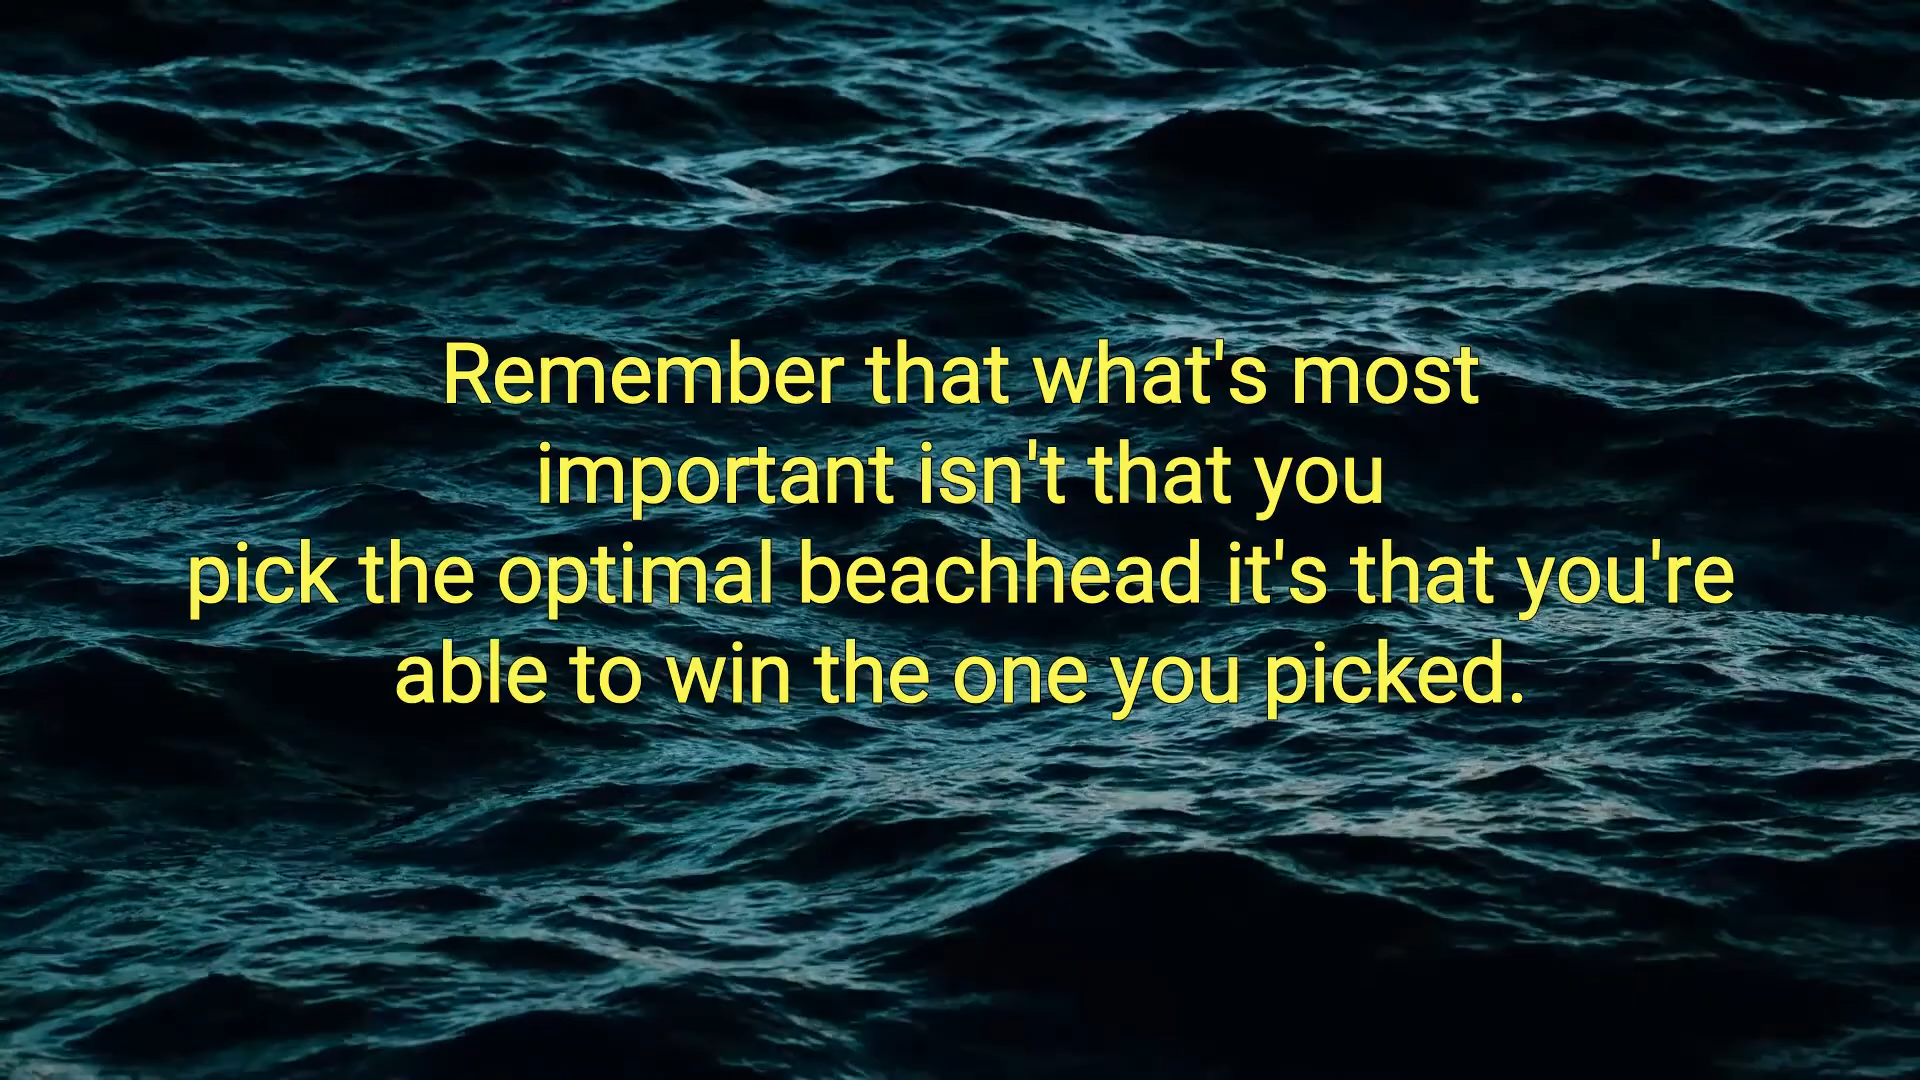 Remember that what's most
important isn't that you
pick the optimal beachhead it's that you're
able to win the one you picked.